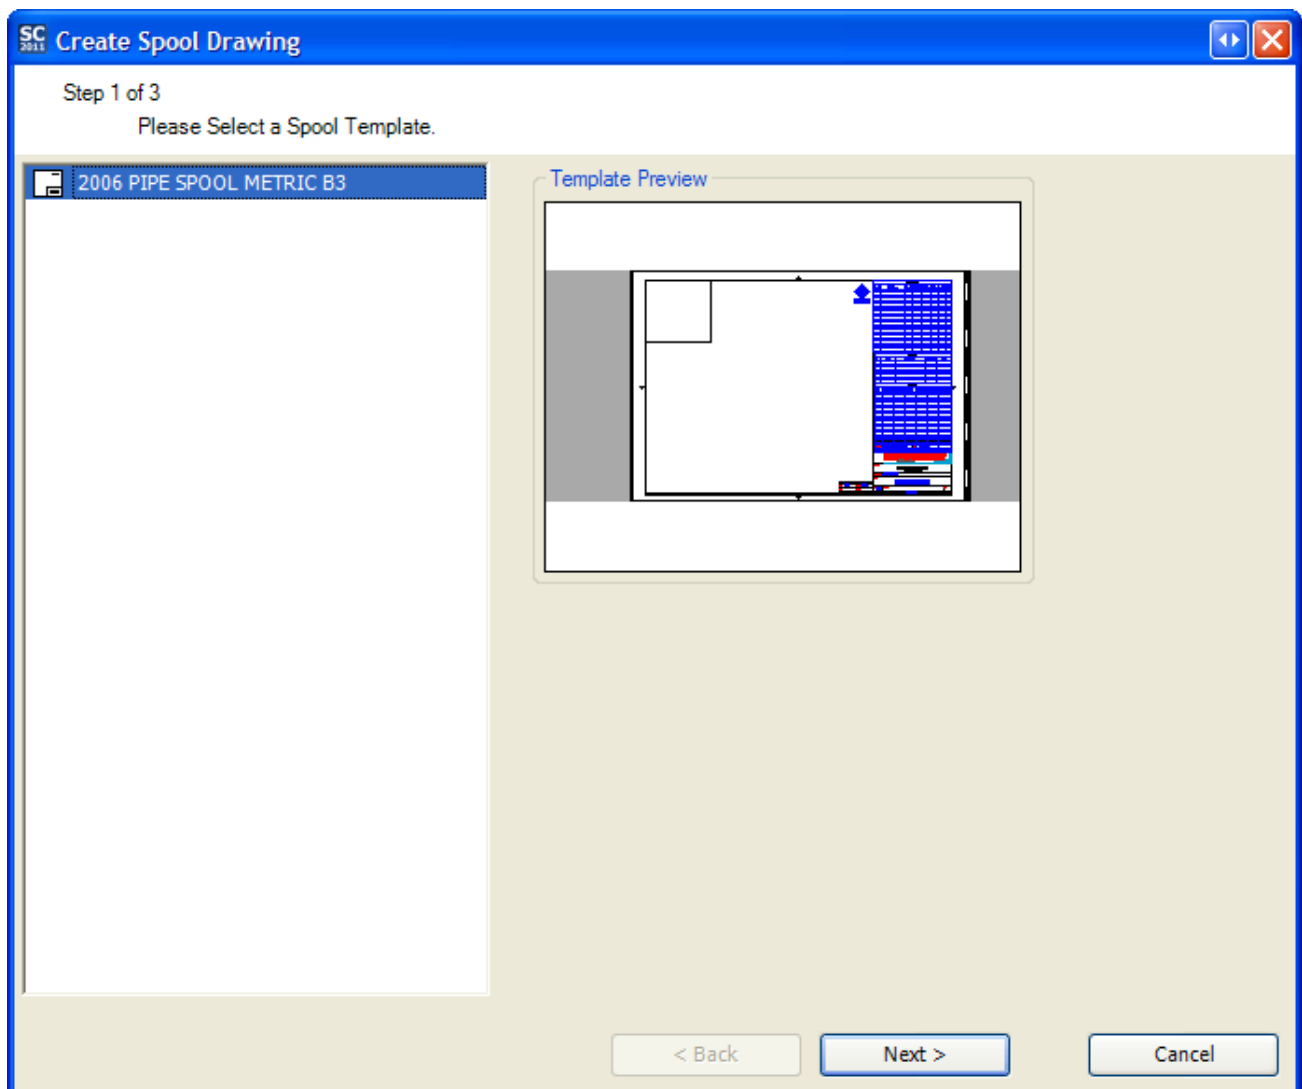 SC
2011
Create Spool Drawing
Step 1 of 3
Please Select a Spool Template.
2006 PIPE SPOOL METRIC B3
Template Preview
< Back
Next >
Cancel